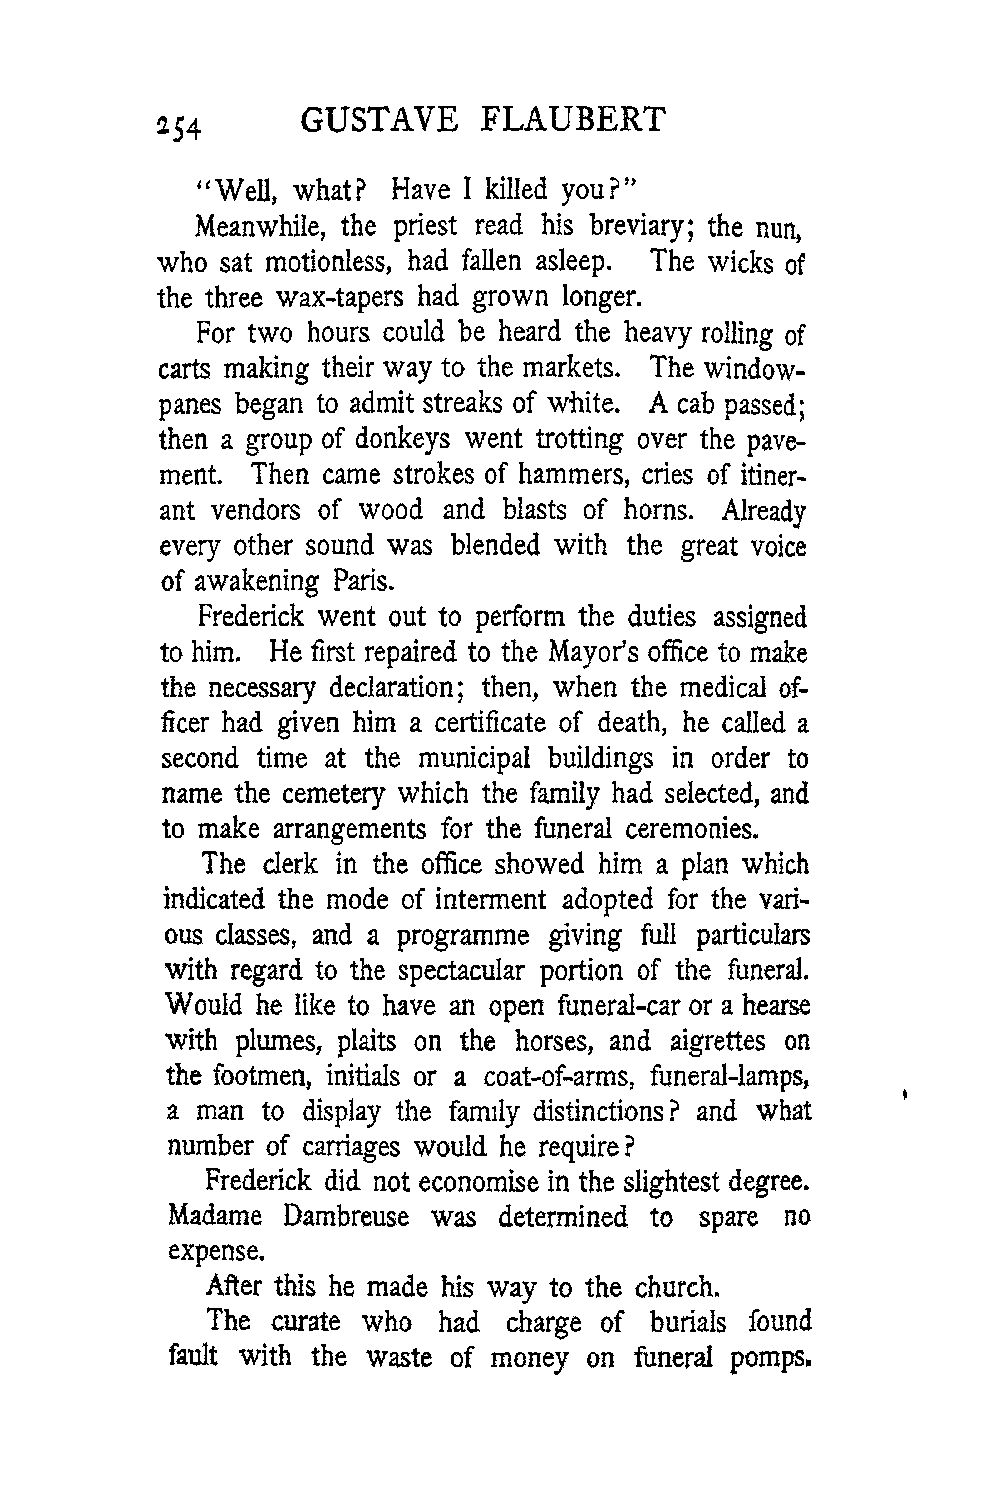 254 GUSTAVE FLAUBERT
"Well, what? Have I killed you?"
Meanwhile, the priest read his breviary; the nun,
who sat motionless, had fallen asleep. The wicks of
the three wax-tapers had grown longer.
For two hours could be heard the heavy rolling of
carts making their way to the markets. The window-
panes began to admit streaks of white. A cab passed;
then a group of donkeys went trotting over the pave-
ment. Then came strokes of hammers, cries of itiner-
ant vendors of wood and blasts of horns. Already
every other sound was blended with the great voice
of awakening Paris.
Frederick went out to perform the duties assigned
to him. He first repaired to the Mayor's office to make
the necessary declaration; then, when the medical of-
ficer had given him a certificate of death, he called a
second time at the municipal buildings in order to
name the cemetery which the family had selected, and
to make arrangements for the funeral ceremonies.
The clerk in the office showed him a plan which
indicated the mode of interment adopted for the vari-
ous classes, and a programme giving full particulars
with regard to the spectacular portion of the funeral.
Would he like to have an open funeral-car or a hearse
with plumes, plaits on the horses, and aigrettes on
the footmen, initials or a coat-of-arms, funeral-lamps,
a man to display the family distinctions? and what
number of carriages would he require?
Frederick did not economise in the slightest degree.
Madame Dambreuse was determined to spare no
expense.
After this he made his way to the church.
The curate who had charge of burials found
fault with the waste of money on funeral pomps.